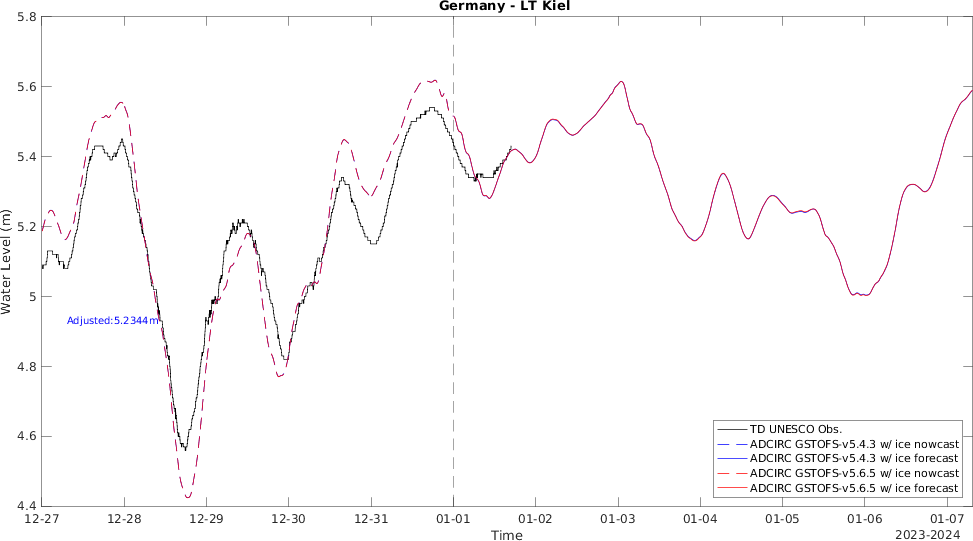 Germany - LT Kiel
5.8
5.6
5.4
5.2
5
4.8
4.6
4.4
Water Level (m)
Adjusted:5.2344m
TD UNESCO Obs.
ADCIRC GSTOFS-v5.4.3 w/ ice nowcast
ADCIRC GSTOFS-v5.4.3 w/ ice forecast
ADCIRC GSTOFS-v5.6.5 w/ ice nowcast
ADCIRC GSTOFS-v5.6.5 w/ ice forecast
12-27 12-28 12-29 12-30 12-31 01-01 01-02 01-03 01-04 01-05 01-06 01-07
Time
2023-2024